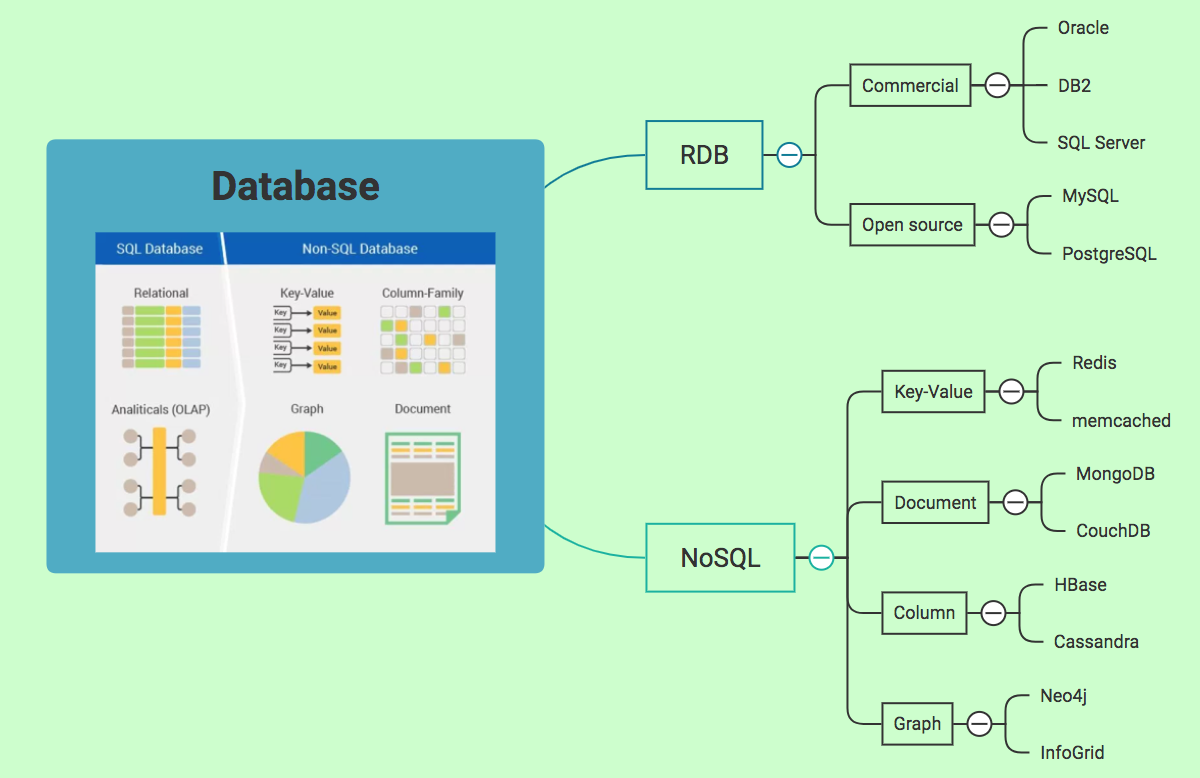 Database
SQL Database
Non-SQL Database
Relational
Key-Value
Column-Family
Key
Value
Key
Value
Key
Value
Key
Value
Analiticals (OLAP)
Graph
Document
RDB
Commercial
Oracle
DB2
SQL Server
Open source
MySQL
PostgreSQL
NoSQL
Key-Value
Redis
memcached
Document
MongoDB
CouchDB
Column
HBase
Cassandra
Graph
Neo4j
InfoGrid